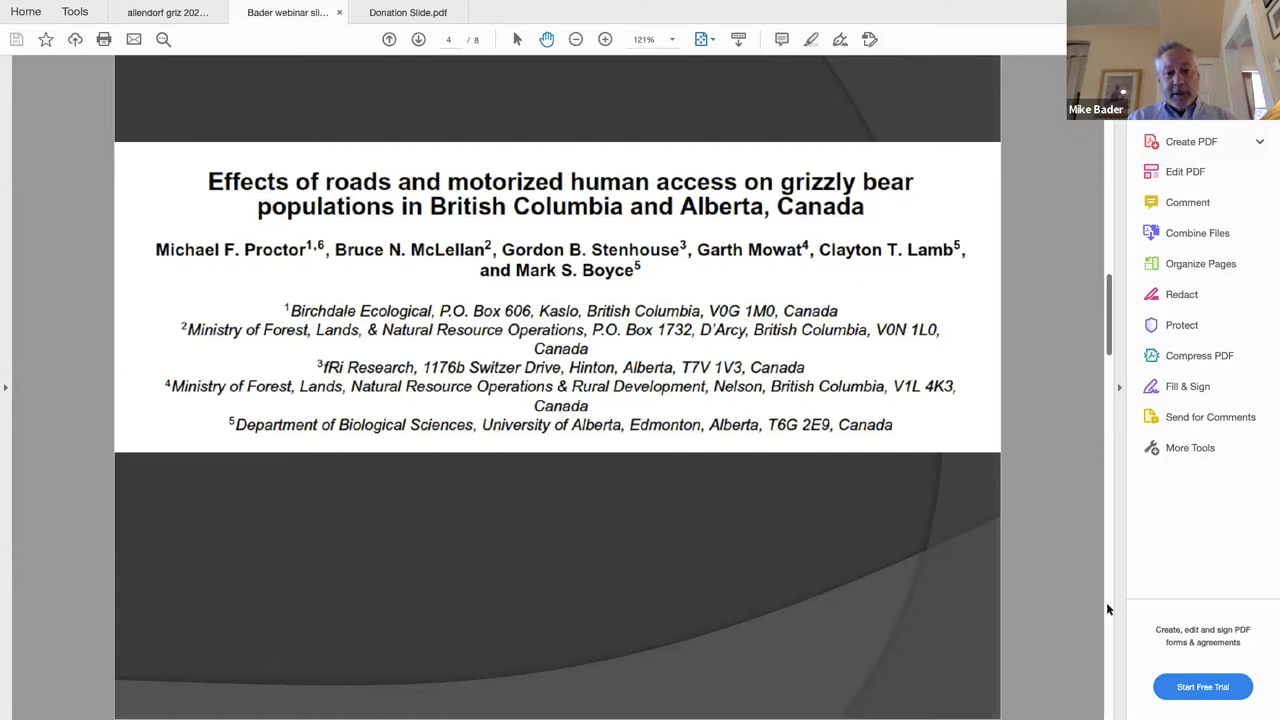 Home
Tools
allendorf griz 202...
Bader webinar sli...
×
Donation Slide.pdf
4 / 8
121%
Mike Bader
Effects of roads and motorized human access on grizzly bear
populations in British Columbia and Alberta, Canada
Michael F. Proctor1,6, Bruce N. McLellan2, Gordon B. Stenhouse3, Garth Mowat4, Clayton T. Lamb5,
and Mark S. Boyce5
1Birchdale Ecological, P.O. Box 606, Kaslo, British Columbia, V0G 1M0, Canada
2Ministry of Forest, Lands, & Natural Resource Operations, P.O. Box 1732, D'Arcy, British Columbia, V0N 1L0,
Canada
3fRi Research, 1176b Switzer Drive, Hinton, Alberta, T7V 1V3, Canada
4Ministry of Forest, Lands, Natural Resource Operations & Rural Development, Nelson, British Columbia, V1L 4K3,
Canada
5Department of Biological Sciences, University of Alberta, Edmonton, Alberta, T6G 2E9, Canada
Create PDF
Edit PDF
Comment
Combine Files
Organize Pages
Redact
Protect
Compress PDF
Fill & Sign
Send for Comments
More Tools
Create, edit and sign PDF
forms & agreements
Start Free Trial